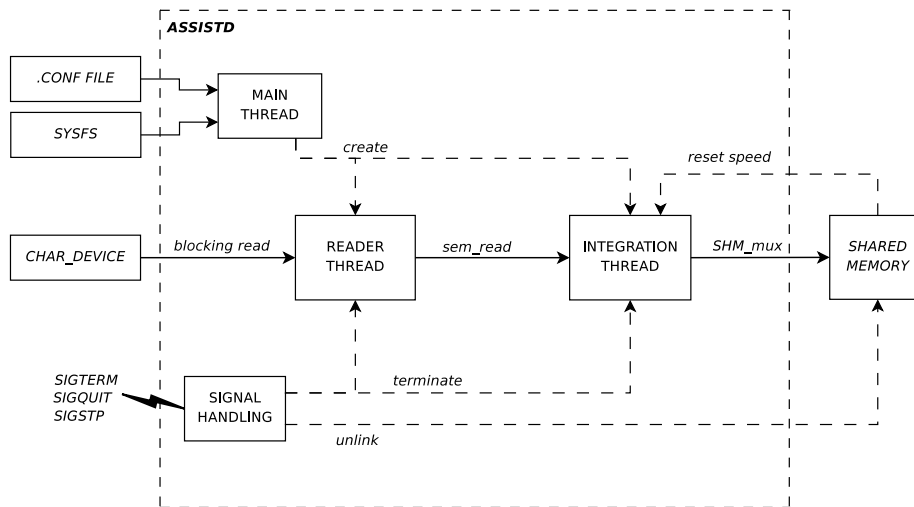 ASSISTD
.CONF FILE
MAIN
THREAD
SYSFS
create
reset speed
CHAR_DEVICE
blocking read
READER
THREAD
sem_read
INTEGRATION
THREAD
SHM_mux
SHARED
MEMORY
SIGTERM
SIGQUIT
SIGSTP
SIGNAL
HANDLING
terminate
unlink